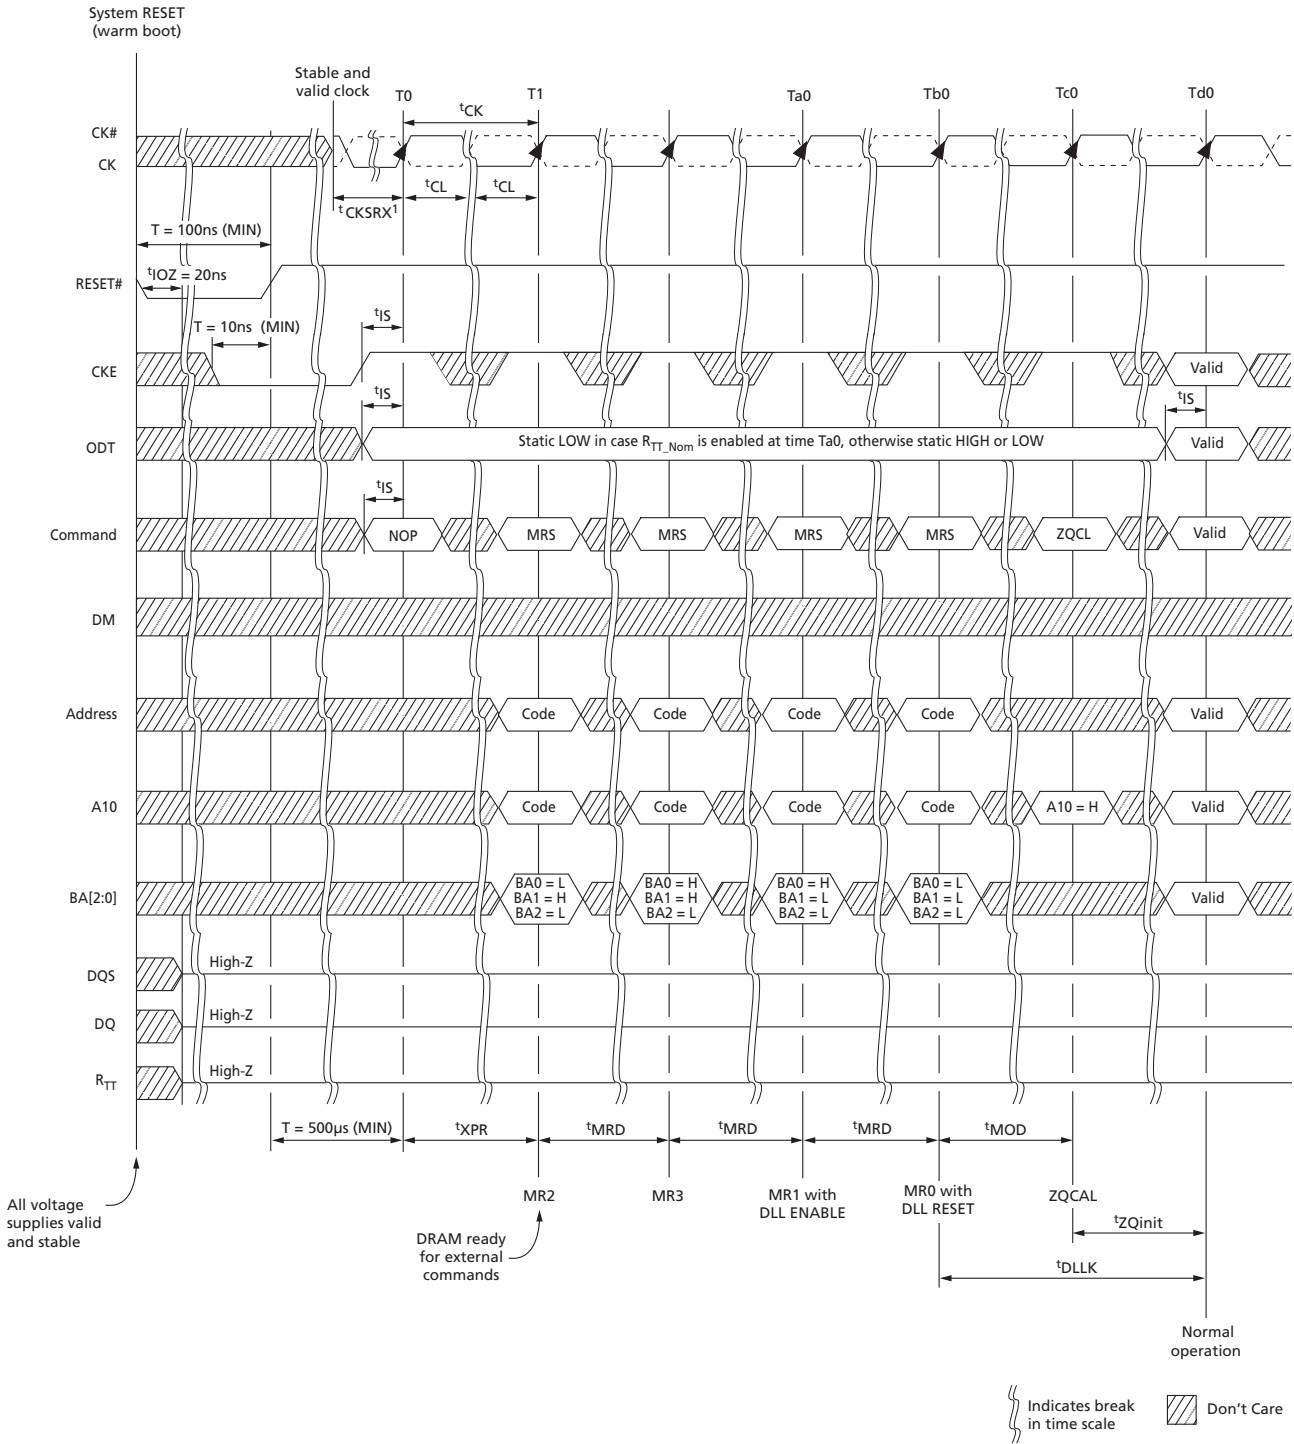 System RESET
(warm boot)
Stable and
valid clock
T0
T1
Ta0
Tb0
Tc0
Td0
tCK
CK#
CK
tCKSRX1
tCL
tCL
T = 100ns (MIN)
RESET#
tIOZ = 20ns
T = 10ns (MIN)
tIS
CKE
Valid
tIS
tIS
ODT
Static LOW in case RTT_Nom is enabled at time Ta0, otherwise static HIGH or LOW
Valid
tIS
Command
NOP
MRS
MRS
MRS
MRS
ZQCL
Valid
DM
Address
Code
Code
Code
Code
Valid
A10
Code
Code
Code
Code
A10 = H
Valid
BA[2:0]
BA0 = L
BA1 = H
BA2 = L
BA0 = H
BA1 = H
BA2 = L
BA0 = H
BA1 = L
BA2 = L
BA0 = L
BA1 = L
BA2 = L
Valid
DQS
High-Z
DQ
High-Z
RTT
High-Z
T = 500µs (MIN)
tXPR
tMRD
tMRD
tMRD
tMOD
All voltage
supplies valid
and stable
MR2
MR3
MR1 with
DLL ENABLE
MR0 with
DLL RESET
ZQCAL
tZQinit
DRAM ready
for external
commands
tDLLK
Normal
operation
Indicates break
in time scale
Don't Care